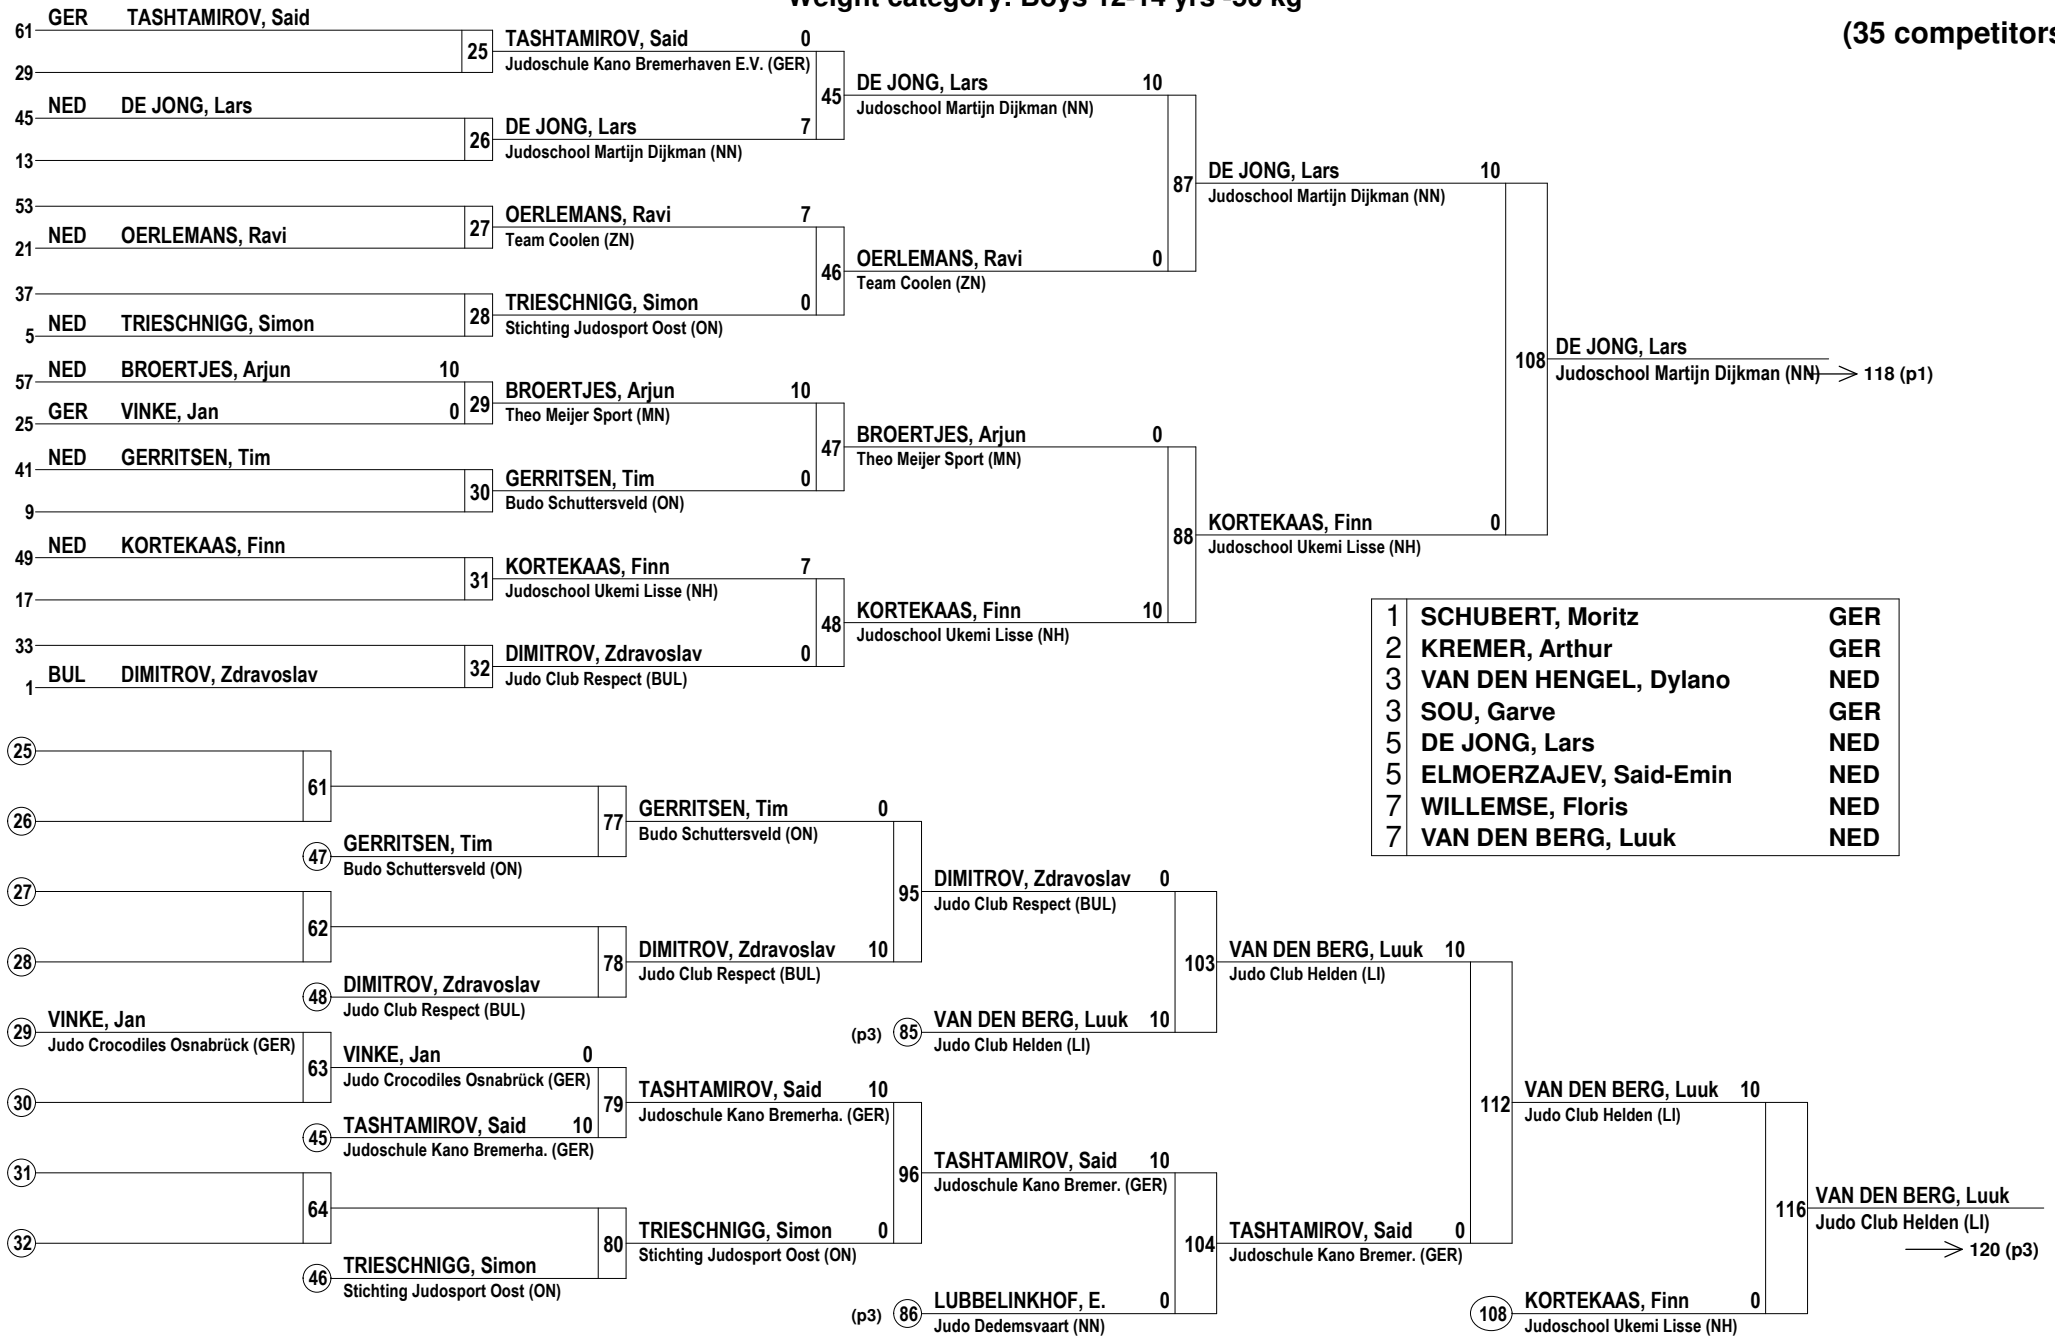 Weight category: Boys 12-14 yrs -50 kg
(35 competitors
61 GER TASHTAMIROV, Said
29
25
45 NED DE JONG, Lars
13
26
53
21 NED OERLEMANS, Ravi
27
37
5 NED TRIESCHNIGG, Simon
28
57 NED BROERTJES, Arjun 10
25 GER VINKE, Jan 0
29
41 NED GERRITSEN, Tim
9
30
49 NED KORTEKAAS, Finn
17
31
33
1 BUL DIMITROV, Zdravoslav
32
TASHTAMIROV, Said 0
Judoschule Kano Bremerhaven E.V. (GER)
45
DE JONG, Lars 7
Judoschool Martijn Dijkman (NN)
OERLEMANS, Ravi 7
Team Coolen (ZN)
46
TRIESCHNIGG, Simon 0
Stichting Judosport Oost (ON)
BROERTJES, Arjun 10
Theo Meijer Sport (MN)
47
GERRITSEN, Tim 0
Budo Schuttersveld (ON)
KORTEKAAS, Finn 7
Judoschool Ukemi Lisse (NH)
48
DIMITROV, Zdravoslav 0
Judo Club Respect (BUL)
DE JONG, Lars 10
Judoschool Martijn Dijkman (NN)
87
OERLEMANS, Ravi 0
Team Coolen (ZN)
BROERTJES, Arjun 0
Theo Meijer Sport (MN)
88
KORTEKAAS, Finn 10
Judoschool Ukemi Lisse (NH)
DE JONG, Lars 10
Judoschool Martijn Dijkman (NN)
108
KORTEKAAS, Finn 0
Judoschool Ukemi Lisse (NH)
DE JONG, Lars
Judoschool Martijn Dijkman (NN) 118 (p1)
1 SCHUBERT, Moritz GER
2 KREMER, Arthur GER
3 VAN DEN HENGEL, Dylano NED
3 SOU, Garve GER
5 DE JONG, Lars NED
5 ELMOERZAJEV, Said-Emin NED
7 WILLEMSE, Floris NED
7 VAN DEN BERG, Luuk NED
25
61
26
47 GERRITSEN, Tim
Budo Schuttersveld (ON)
77
27
62
28
48 DIMITROV, Zdravoslav
Judo Club Respect (BUL)
78
29 VINKE, Jan
Judo Crocodiles Osnabrück (GER)
63
30
VINKE, Jan 0
Judo Crocodiles Osnabrück (GER)
79
45 TASHTAMIROV, Said 10
Judoschule Kano Bremerha. (GER)
31
64
32
46 TRIESCHNIGG, Simon
Stichting Judosport Oost (ON)
80
GERRITSEN, Tim 0
Budo Schuttersveld (ON)
95
DIMITROV, Zdravoslav 10
Judo Club Respect (BUL)
TASHTAMIROV, Said 10
Judoschule Kano Bremerha. (GER)
96
TRIESCHNIGG, Simon 0
Stichting Judosport Oost (ON)
DIMITROV, Zdravoslav 0
Judo Club Respect (BUL)
103
(p3) 85 VAN DEN BERG, Luuk 10
Judo Club Helden (LI)
TASHTAMIROV, Said 10
Judoschule Kano Bremer. (GER)
104
(p3) 86 LUBBELINKHOF, E. 0
Judo Dedemsvaart (NN)
VAN DEN BERG, Luuk 10
Judo Club Helden (LI)
112
TASHTAMIROV, Said 0
Judoschule Kano Bremer. (GER)
VAN DEN BERG, Luuk 10
Judo Club Helden (LI)
116
108 KORTEKAAS, Finn 0
Judoschool Ukemi Lisse (NH)
VAN DEN BERG, Luuk
Judo Club Helden (LI)
120 (p3)